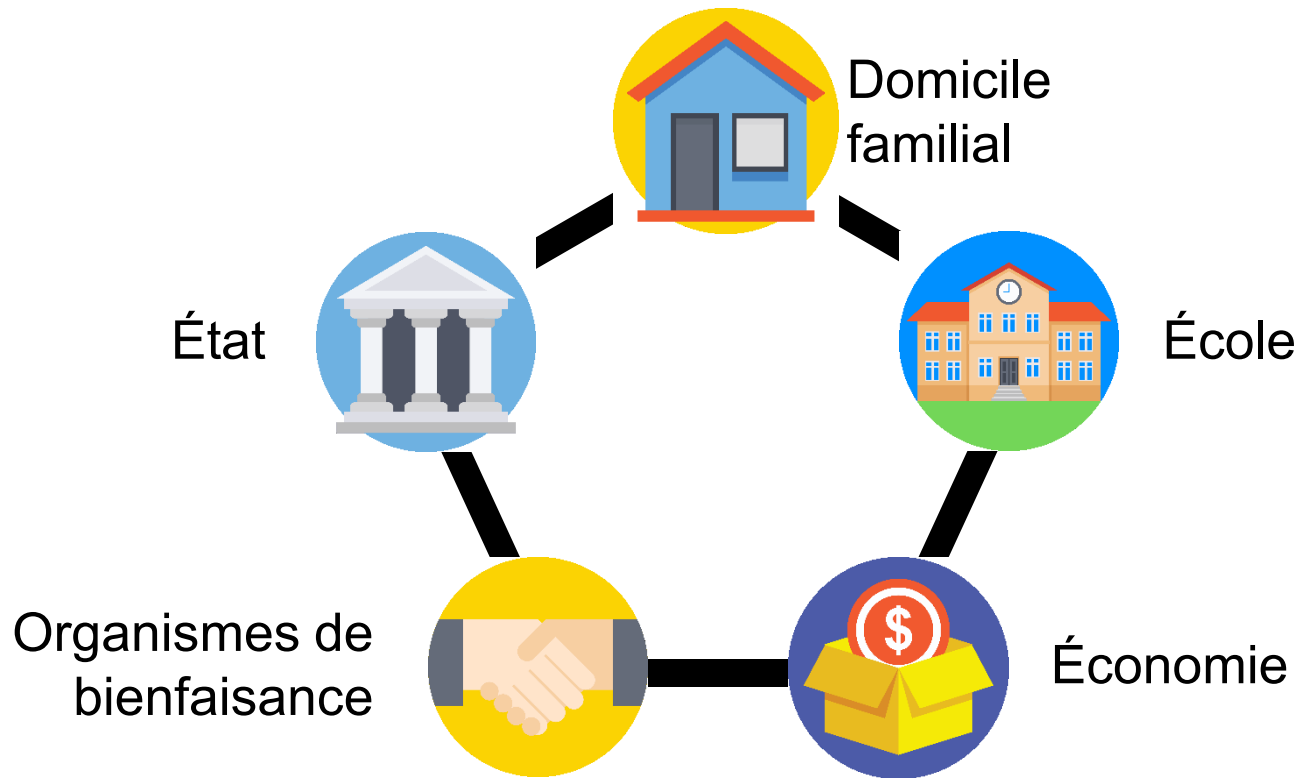 Domicile
familial
État
École
Organismes de
bienfaisance
$
Économie